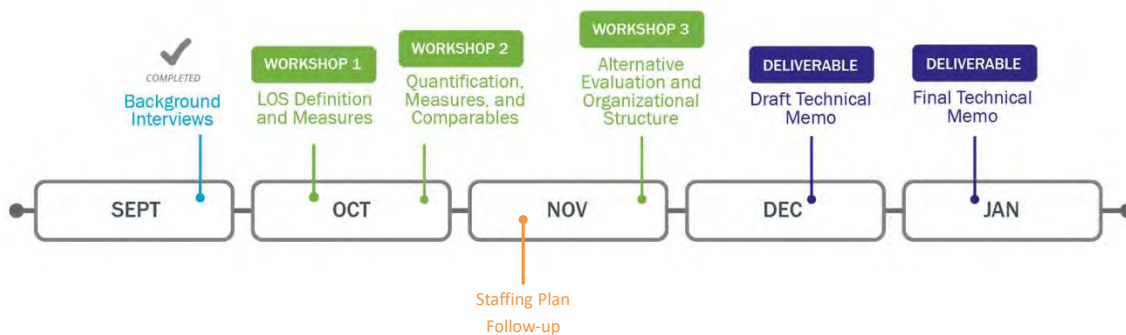 COMPLETED
Background
Interviews
WORKSHOP 1
LOS Definition
and Measures
WORKSHOP 2
Quantification,
Measures, and
Comparables
WORKSHOP 3
Alternative
Evaluation and
Organizational
Structure
DELIVERABLE
Draft Technical
Memo
DELIVERABLE
Final Technical
Memo
SEPT
OCT
NOV
DEC
JAN
Staffing Plan
Follow-up